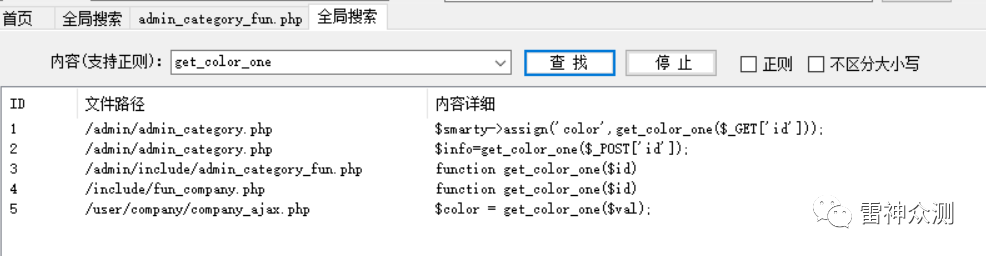 首页 全局搜索 admin_category_fun.php 全局搜索
内容(支持正则): get_color_one 查 找 停 止 正则 不区分大小写
ID 文件路径 内容详细
1 /admin/admin_category.php $smarty->assign('color',get_color_one($_GET['id']));
2 /admin/admin_category.php $info=get_color_one($_POST['id']);
3 /admin/include/admin_category_fun.php function get_color_one($id)
4 /include/fun_company.php function get_color_one($id)
5 /user/company/company_ajax.php $color = get_color_one($val);
雷神众测